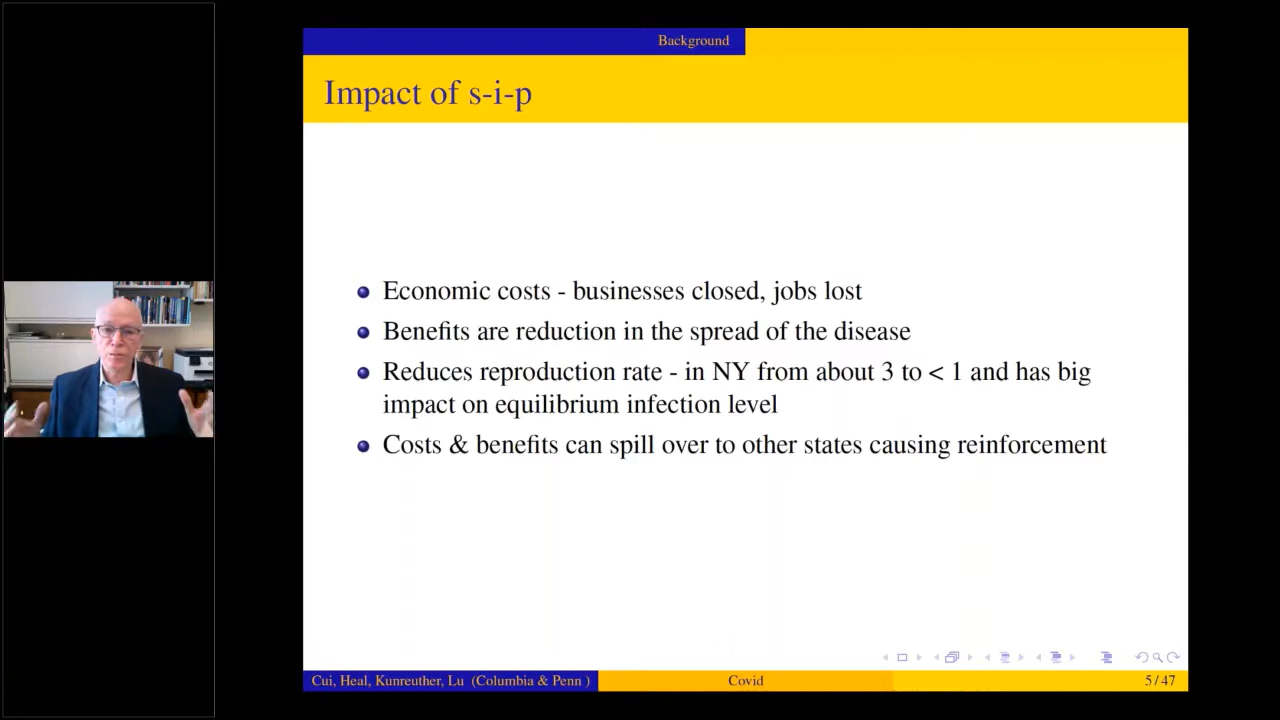 Background
Impact of s-i-p
Economic costs - businesses closed, jobs lost
Benefits are reduction in the spread of the disease
Reduces reproduction rate - in NY from about 3 to < 1 and has big
impact on equilibrium infection level
Costs & benefits can spill over to other states causing reinforcement
Cui, Heal, Kunreuther, Lu (Columbia & Penn )
Covid
5 / 47